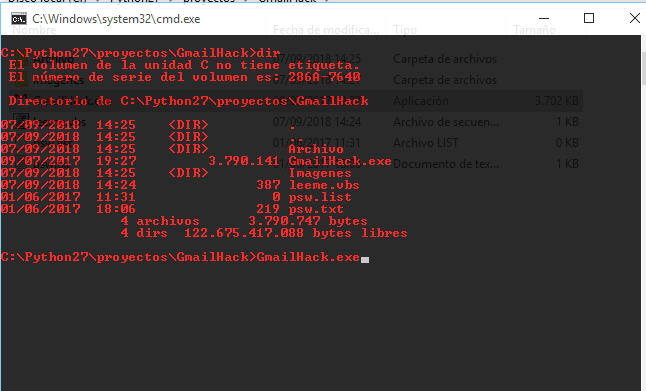 C:\Windows\system32\cmd.exe
C:\Python27\proyectos\GmailHack>dir
El volumen de la unidad C no tiene etiqueta.
El número de serie del volumen es: 286A-7640
Directorio de C:\Python27\proyectos\GmailHack
07/09/2018 14:25 <DIR> .
07/09/2018 14:25 <DIR> ..
07/09/2018 14:25 <DIR> Archivo
09/09/2017 19:27 3.790.141 GmailHack.exe
07/09/2018 14:25 <DIR> Imagenes
07/09/2018 14:24 387 leeme.vbs
01/06/2017 11:31 0 psw.list
01/06/2017 18:06 219 psw.txt
4 archivos 3.790.747 bytes
4 dirs 122.675.417.088 bytes libres
C:\Python27\proyectos\GmailHack>GmailHack.exe
Fecha de modifica... Tipo Tamaño
07/09/2018 14:25 Carpeta de archivos
Carpeta de archivos
Aplicación 3.702 KB
07/09/2018 14:24 Archivo de secuen... 1 KB
11:31 Archivo LIST 0 KB
Documento de tex... 1 KB